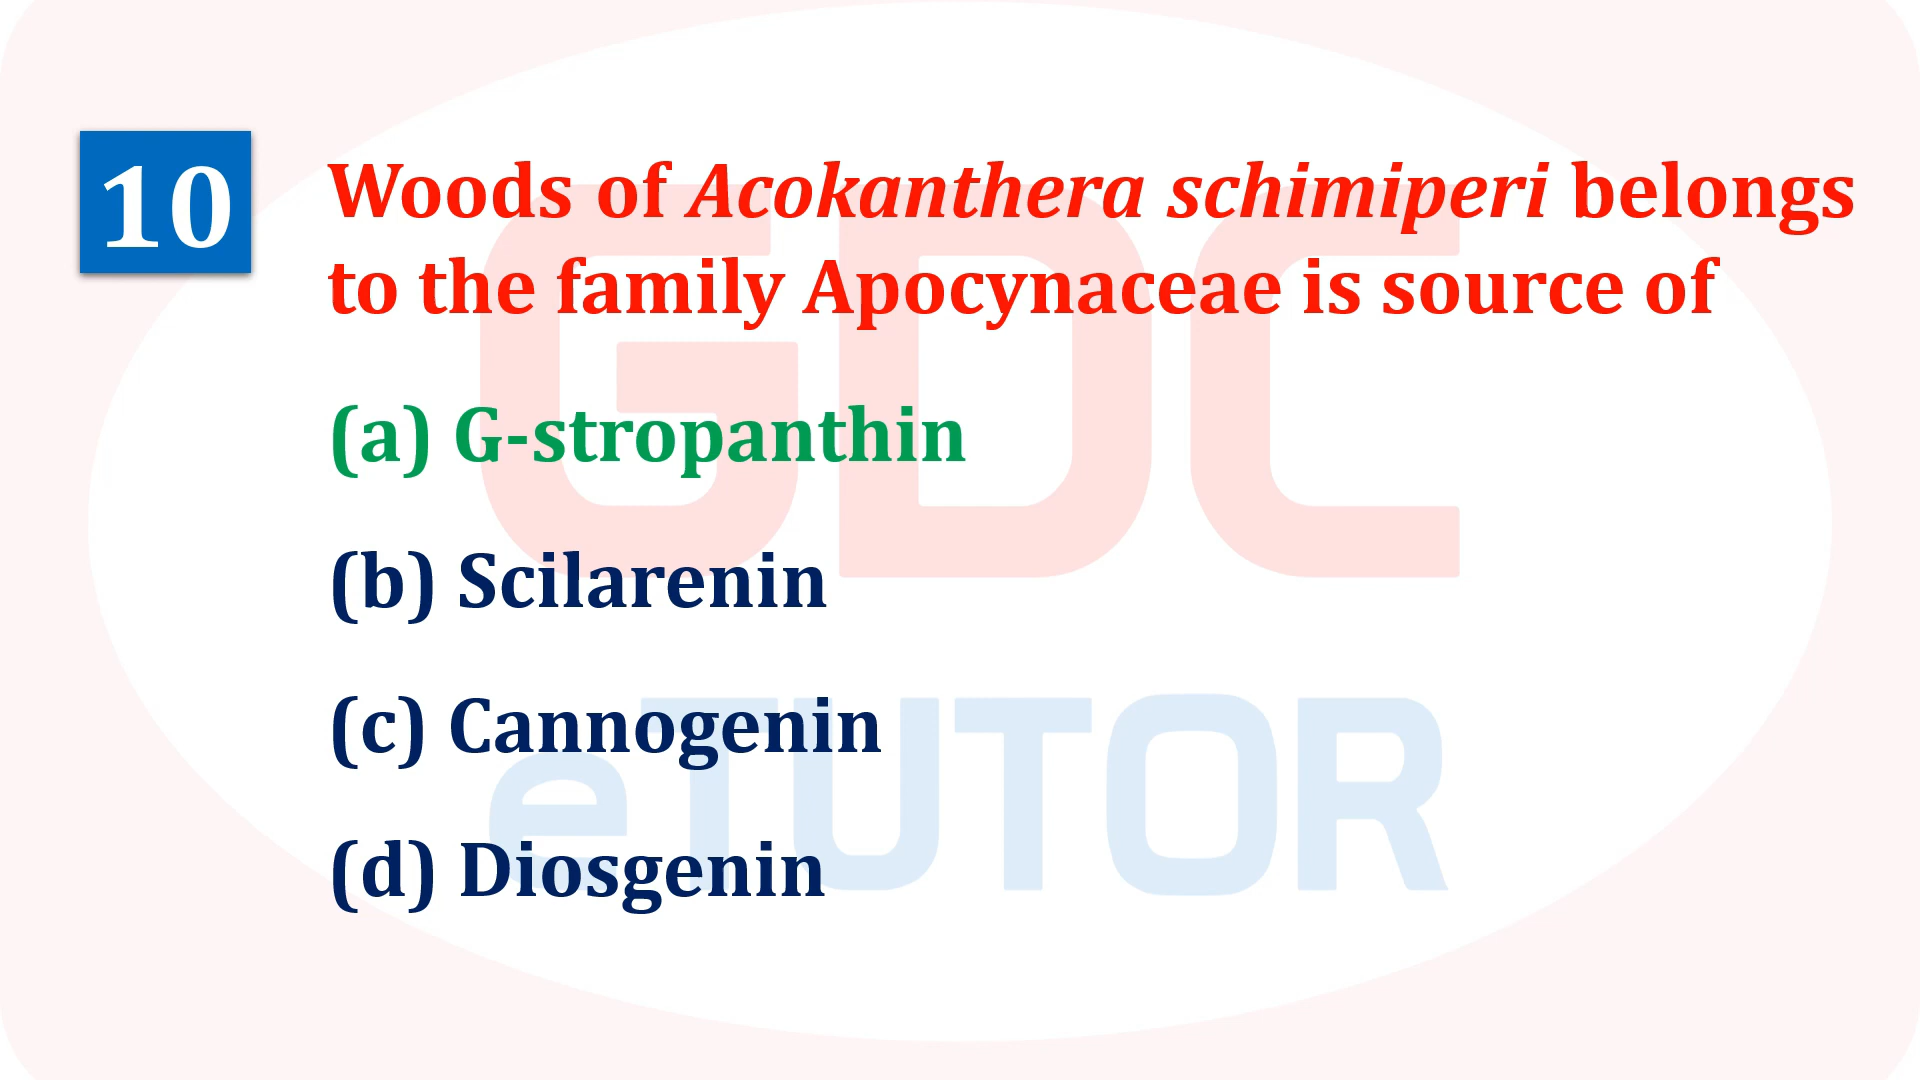 10
Woods of Acokanthera schimiperi belongs
to the family Apocynaceae is source of
(a) G-stropanthin
(b) Scilarenin
(c) Cannogenin
(d) Diosgenin
GDC
eTUTOR